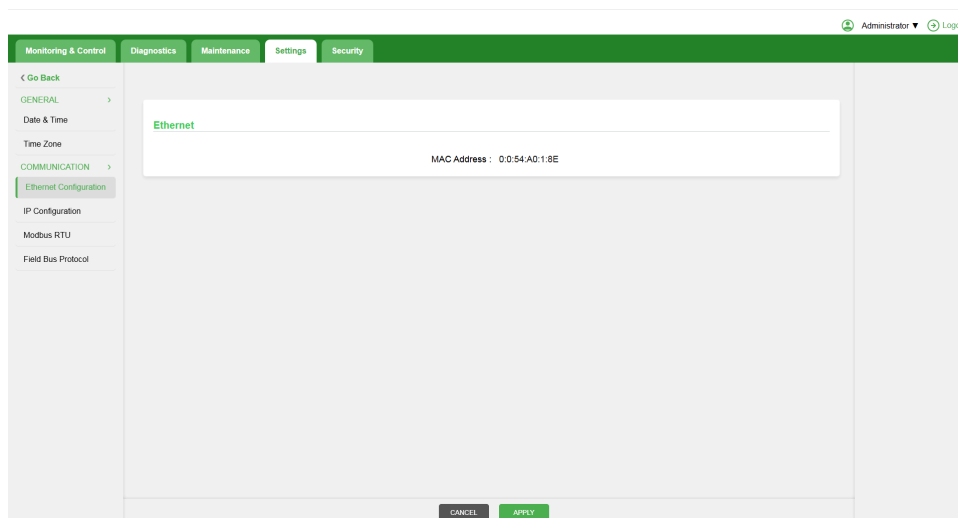 Administrator ▼
Monitoring & Control Diagnostics Maintenance Settings Security
Go Back
GENERAL
Date & Time
Time Zone
COMMUNICATION
Ethernet Configuration
IP Configuration
Modbus RTU
Field Bus Protocol
Ethernet
MAC Address : 0:0:54:A0:1:8E
CANCEL APPLY